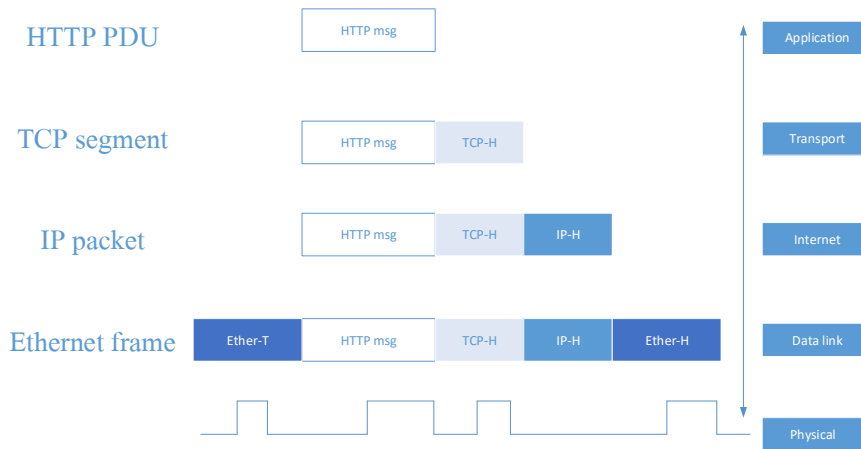 HTTP PDU HTTP msg Application
TCP segment HTTP msg TCP-H Transport
IP packet HTTP msg TCP-H IP-H Internet
Ethernet frame Ether-T HTTP msg TCP-H IP-H Ether-H Data link
Physical